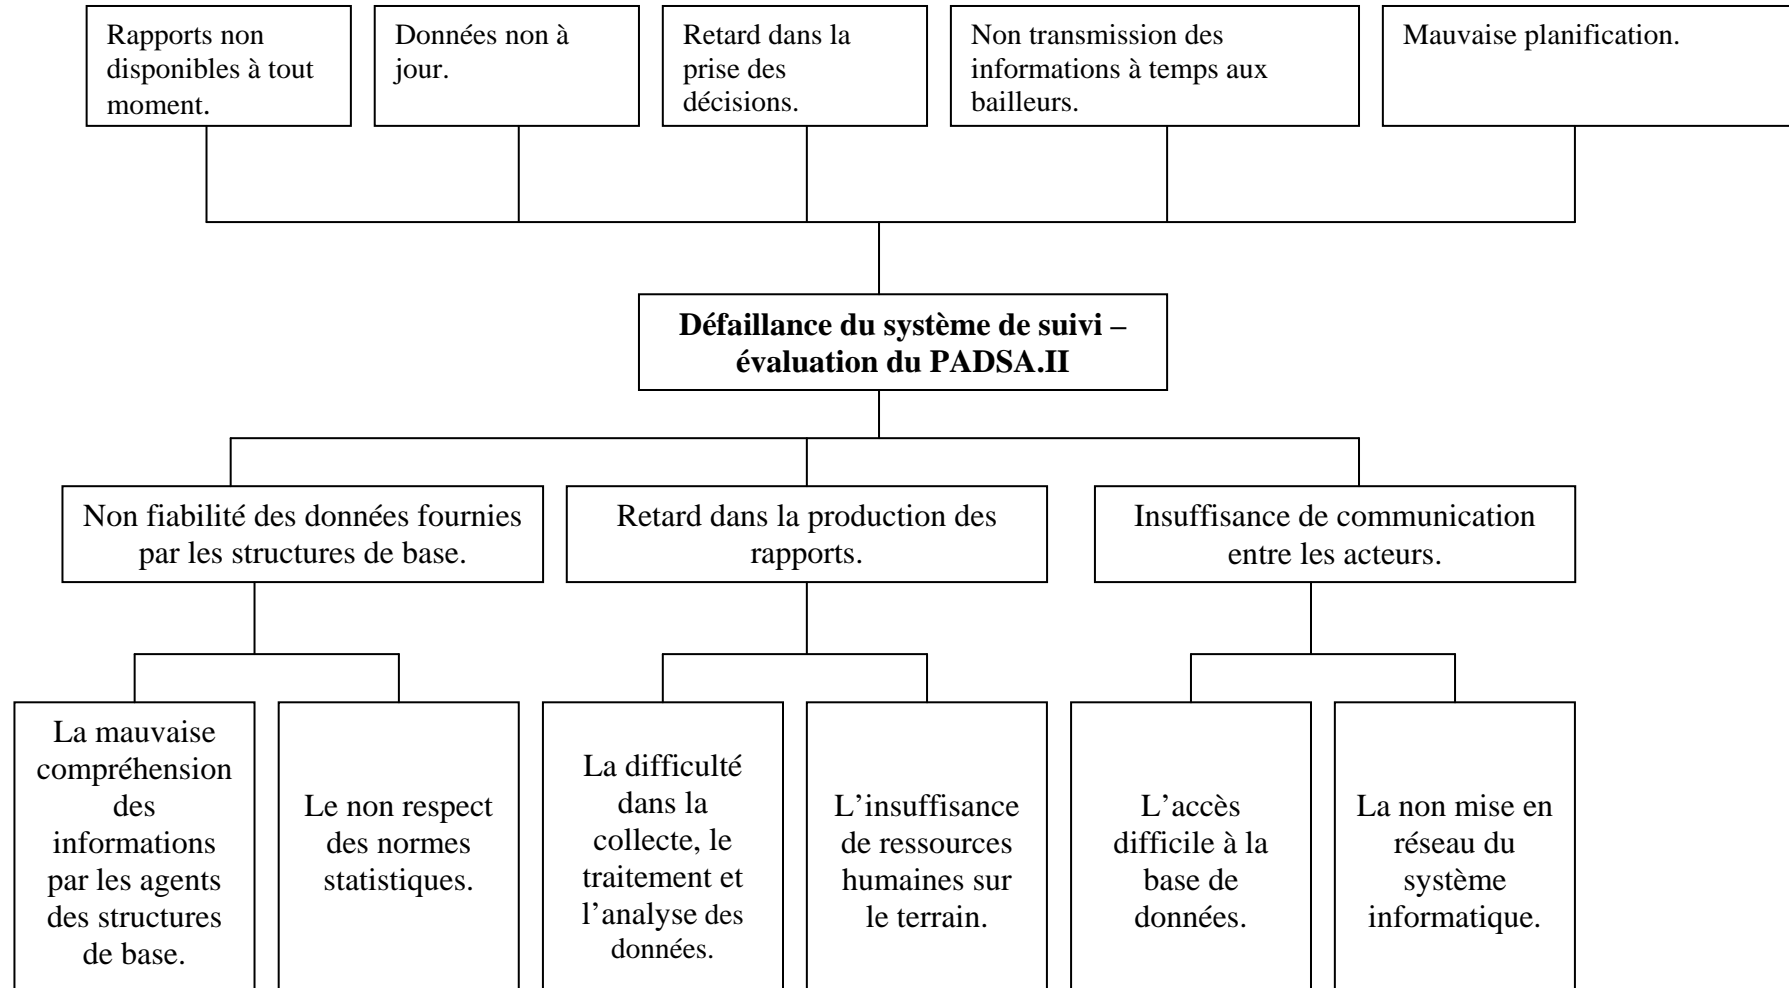 Rapports non
disponibles à tout
moment.
Données non à
jour.
Retard dans la
prise des
décisions.
Non transmission des
informations à temps aux
bailleurs.
Mauvaise planification.
Défaillance du système de suivi –
évaluation du PADSA.II
Non fiabilité des données fournies
par les structures de base.
Retard dans la production des
rapports.
Insuffisance de communication
entre les acteurs.
La mauvaise
compréhension
des
informations
par les agents
des structures
de base.
Le non respect
des normes
statistiques.
La difficulté
dans la
collecte, le
traitement et
l’analyse des
données.
L’insuffisance
de ressources
humaines sur
le terrain.
L’accès
difficile à la
base de
données.
La non mise en
réseau du
système
informatique.